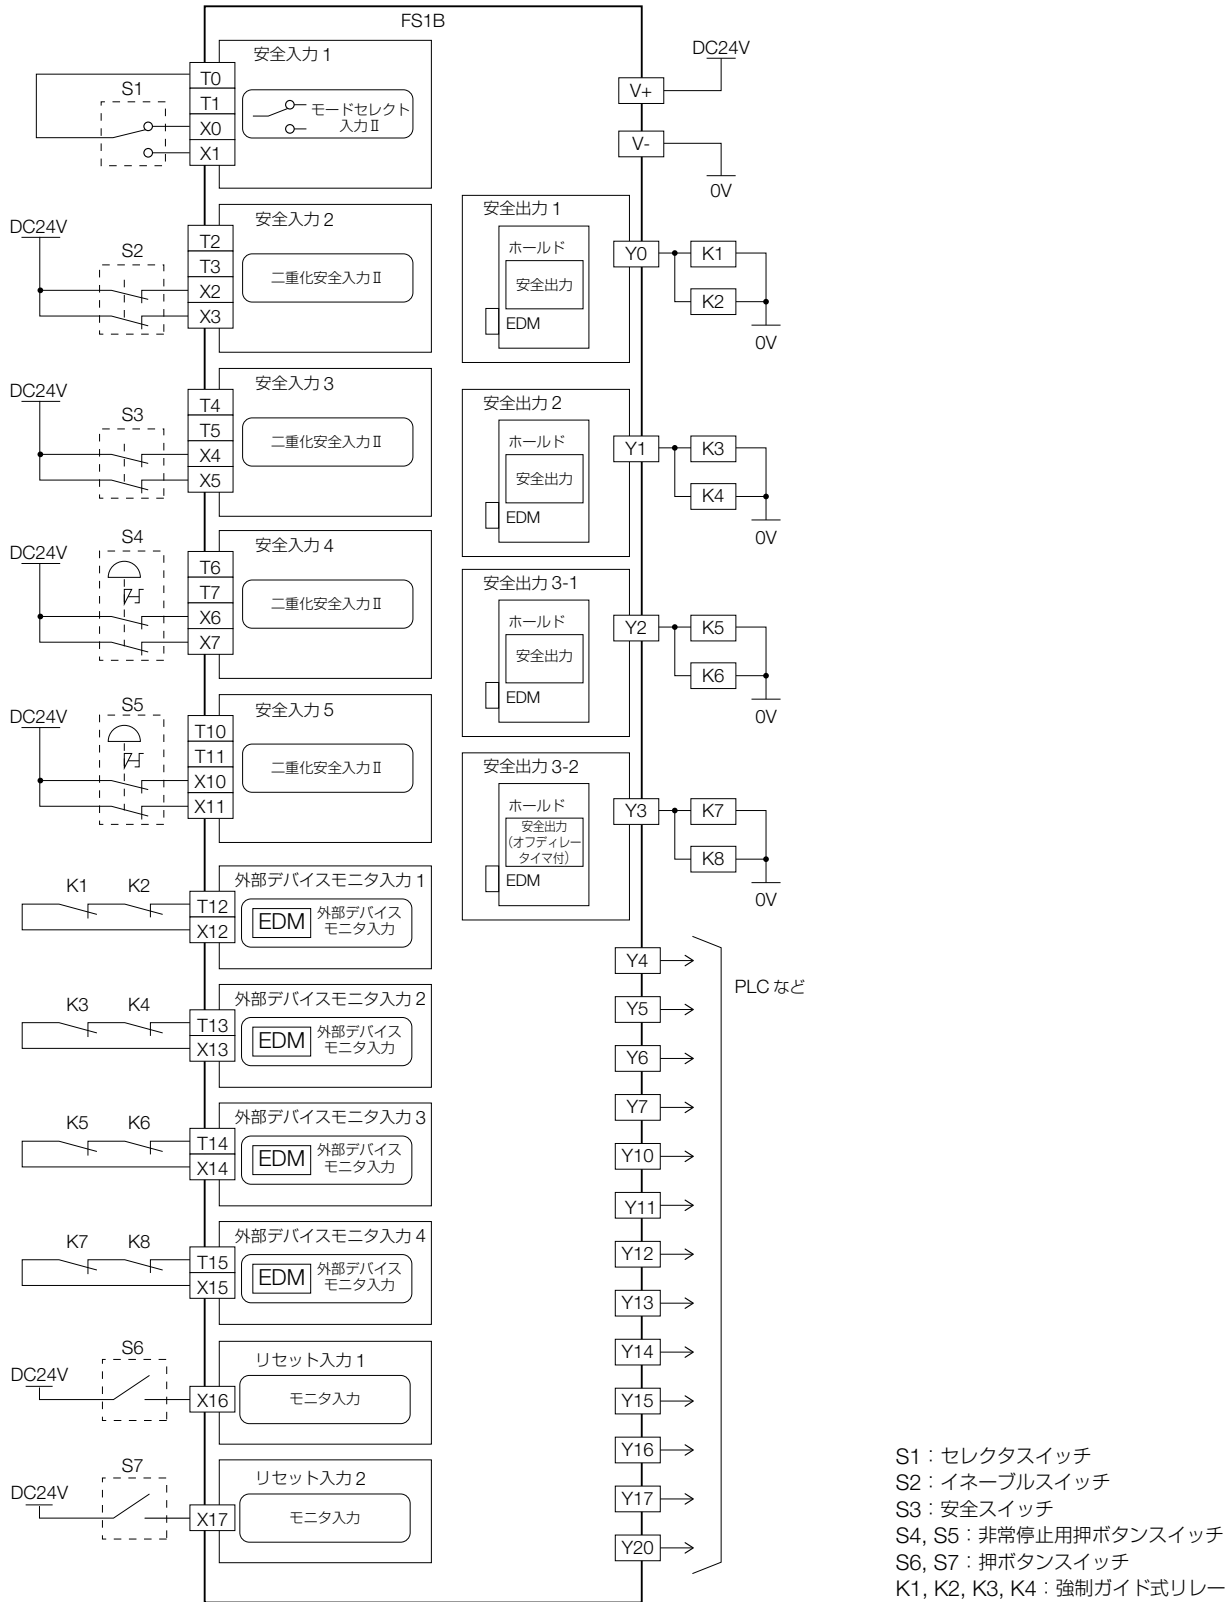 FS1B
安全入力 1
S1
T0
T1
X0
X1
モードセレクト
入力Ⅱ
DC24V
S2
安全入力 2
T2
T3
X2
X3
二重化安全入力Ⅱ
DC24V
S3
安全入力 3
T4
T5
X4
X5
二重化安全入力Ⅱ
DC24V
S4
安全入力 4
T6
T7
X6
X7
二重化安全入力Ⅱ
DC24V
S5
安全入力 5
T10
T11
X10
X11
二重化安全入力Ⅱ
K1 K2
外部デバイスモニタ入力 1
T12
X12
EDM
外部デバイス
モニタ入力
K3 K4
外部デバイスモニタ入力 2
T13
X13
EDM
外部デバイス
モニタ入力
K5 K6
外部デバイスモニタ入力 3
T14
X14
EDM
外部デバイス
モニタ入力
K7 K8
外部デバイスモニタ入力 4
T15
X15
EDM
外部デバイス
モニタ入力
DC24V
S6
リセット入力 1
X16
モニタ入力
DC24V
S7
リセット入力 2
X17
モニタ入力
DC24V
V+
V-
0V
安全出力 1
ホールド
安全出力
EDM
Y0
K1
K2
0V
安全出力 2
ホールド
安全出力
EDM
Y1
K3
K4
0V
安全出力 3-1
ホールド
安全出力
EDM
Y2
K5
K6
0V
安全出力 3-2
ホールド
安全出力
(オフディレー
タイマ付)
EDM
Y3
K7
K8
0V
Y4
Y5
Y6
Y7
Y10
Y11
Y12
Y13
Y14
Y15
Y16
Y17
Y20
PLC など
S1：セレクタスイッチ
S2：イネーブルスイッチ
S3：安全スイッチ
S4, S5：非常停止用押ボタンスイッチ
S6, S7：押ボタンスイッチ
K1, K2, K3, K4：強制ガイド式リレー